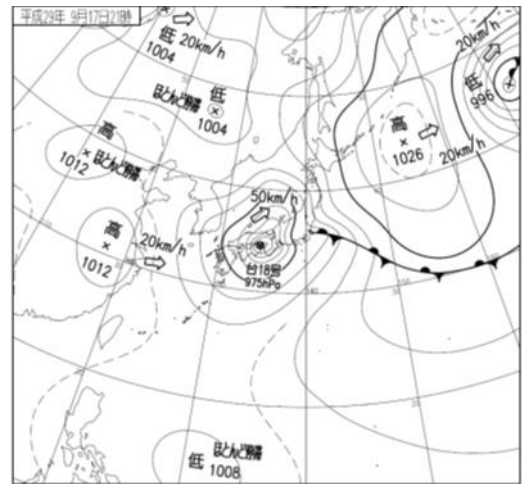 平成29年 9月17日21時
低 20km/h
1004
ほとんど停滞
低
1004
高
1012
ほとんど停滞
高
1012
20km/h
50km/h
台18号
975hPa
高
1026
20km/h
20km/h
低
996
ほとんど停滞
低 1008